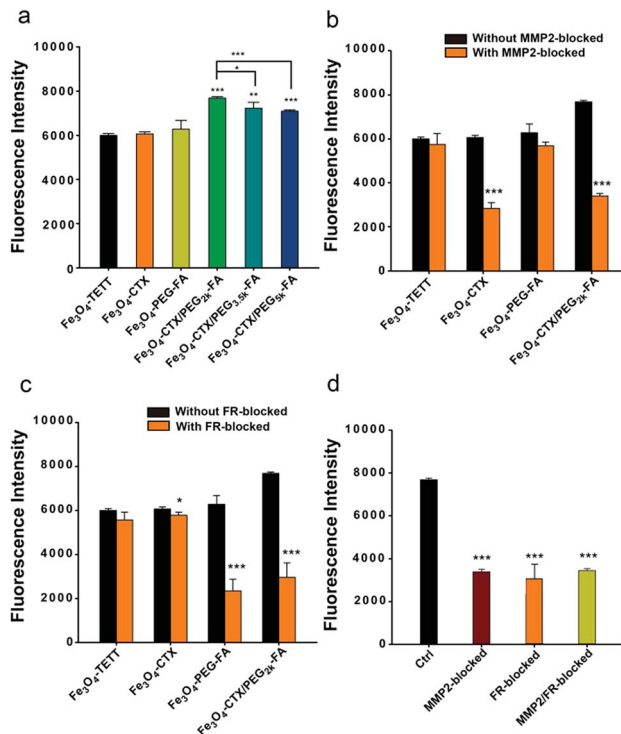 a
Fluorescence Intensity
10000
8000
6000
4000
2000
0
***
*
***
**
***
Fe₃O₄-TETT
Fe₃O₄-CTX
Fe₃O₄PEG-FA
Fe₃O₄-CTX/PEG₂ₖ-FA
Fe₃O₄-CTX/PEG₃.₅ₖ-FA
Fe₃O₄-CTX/PEG₅ₖ-FA
b
Without MMP2-blocked
With MMP2-blocked
Fluorescence Intensity
10000
8000
6000
4000
2000
0
***
***
Fe₃O₄-TETT
Fe₃O₄-CTX
Fe₃O₄-PEG-FA
Fe₃O₄-CTX/PEG₂ₖ-FA
c
Without FR-blocked
With FR-blocked
Fluorescence Intensity
10000
8000
6000
4000
2000
0
*
***
***
Fe₃O₄-TETT
Fe₃O₄-CTX
Fe₃O₄-PEG-FA
Fe₃O₄-CTX/PEG₂ₖ-FA
d
Fluorescence Intensity
10000
8000
6000
4000
2000
0
***
***
***
Ctrl
MMP2-blocked
FR-blocked
MMP2/FR-blocked